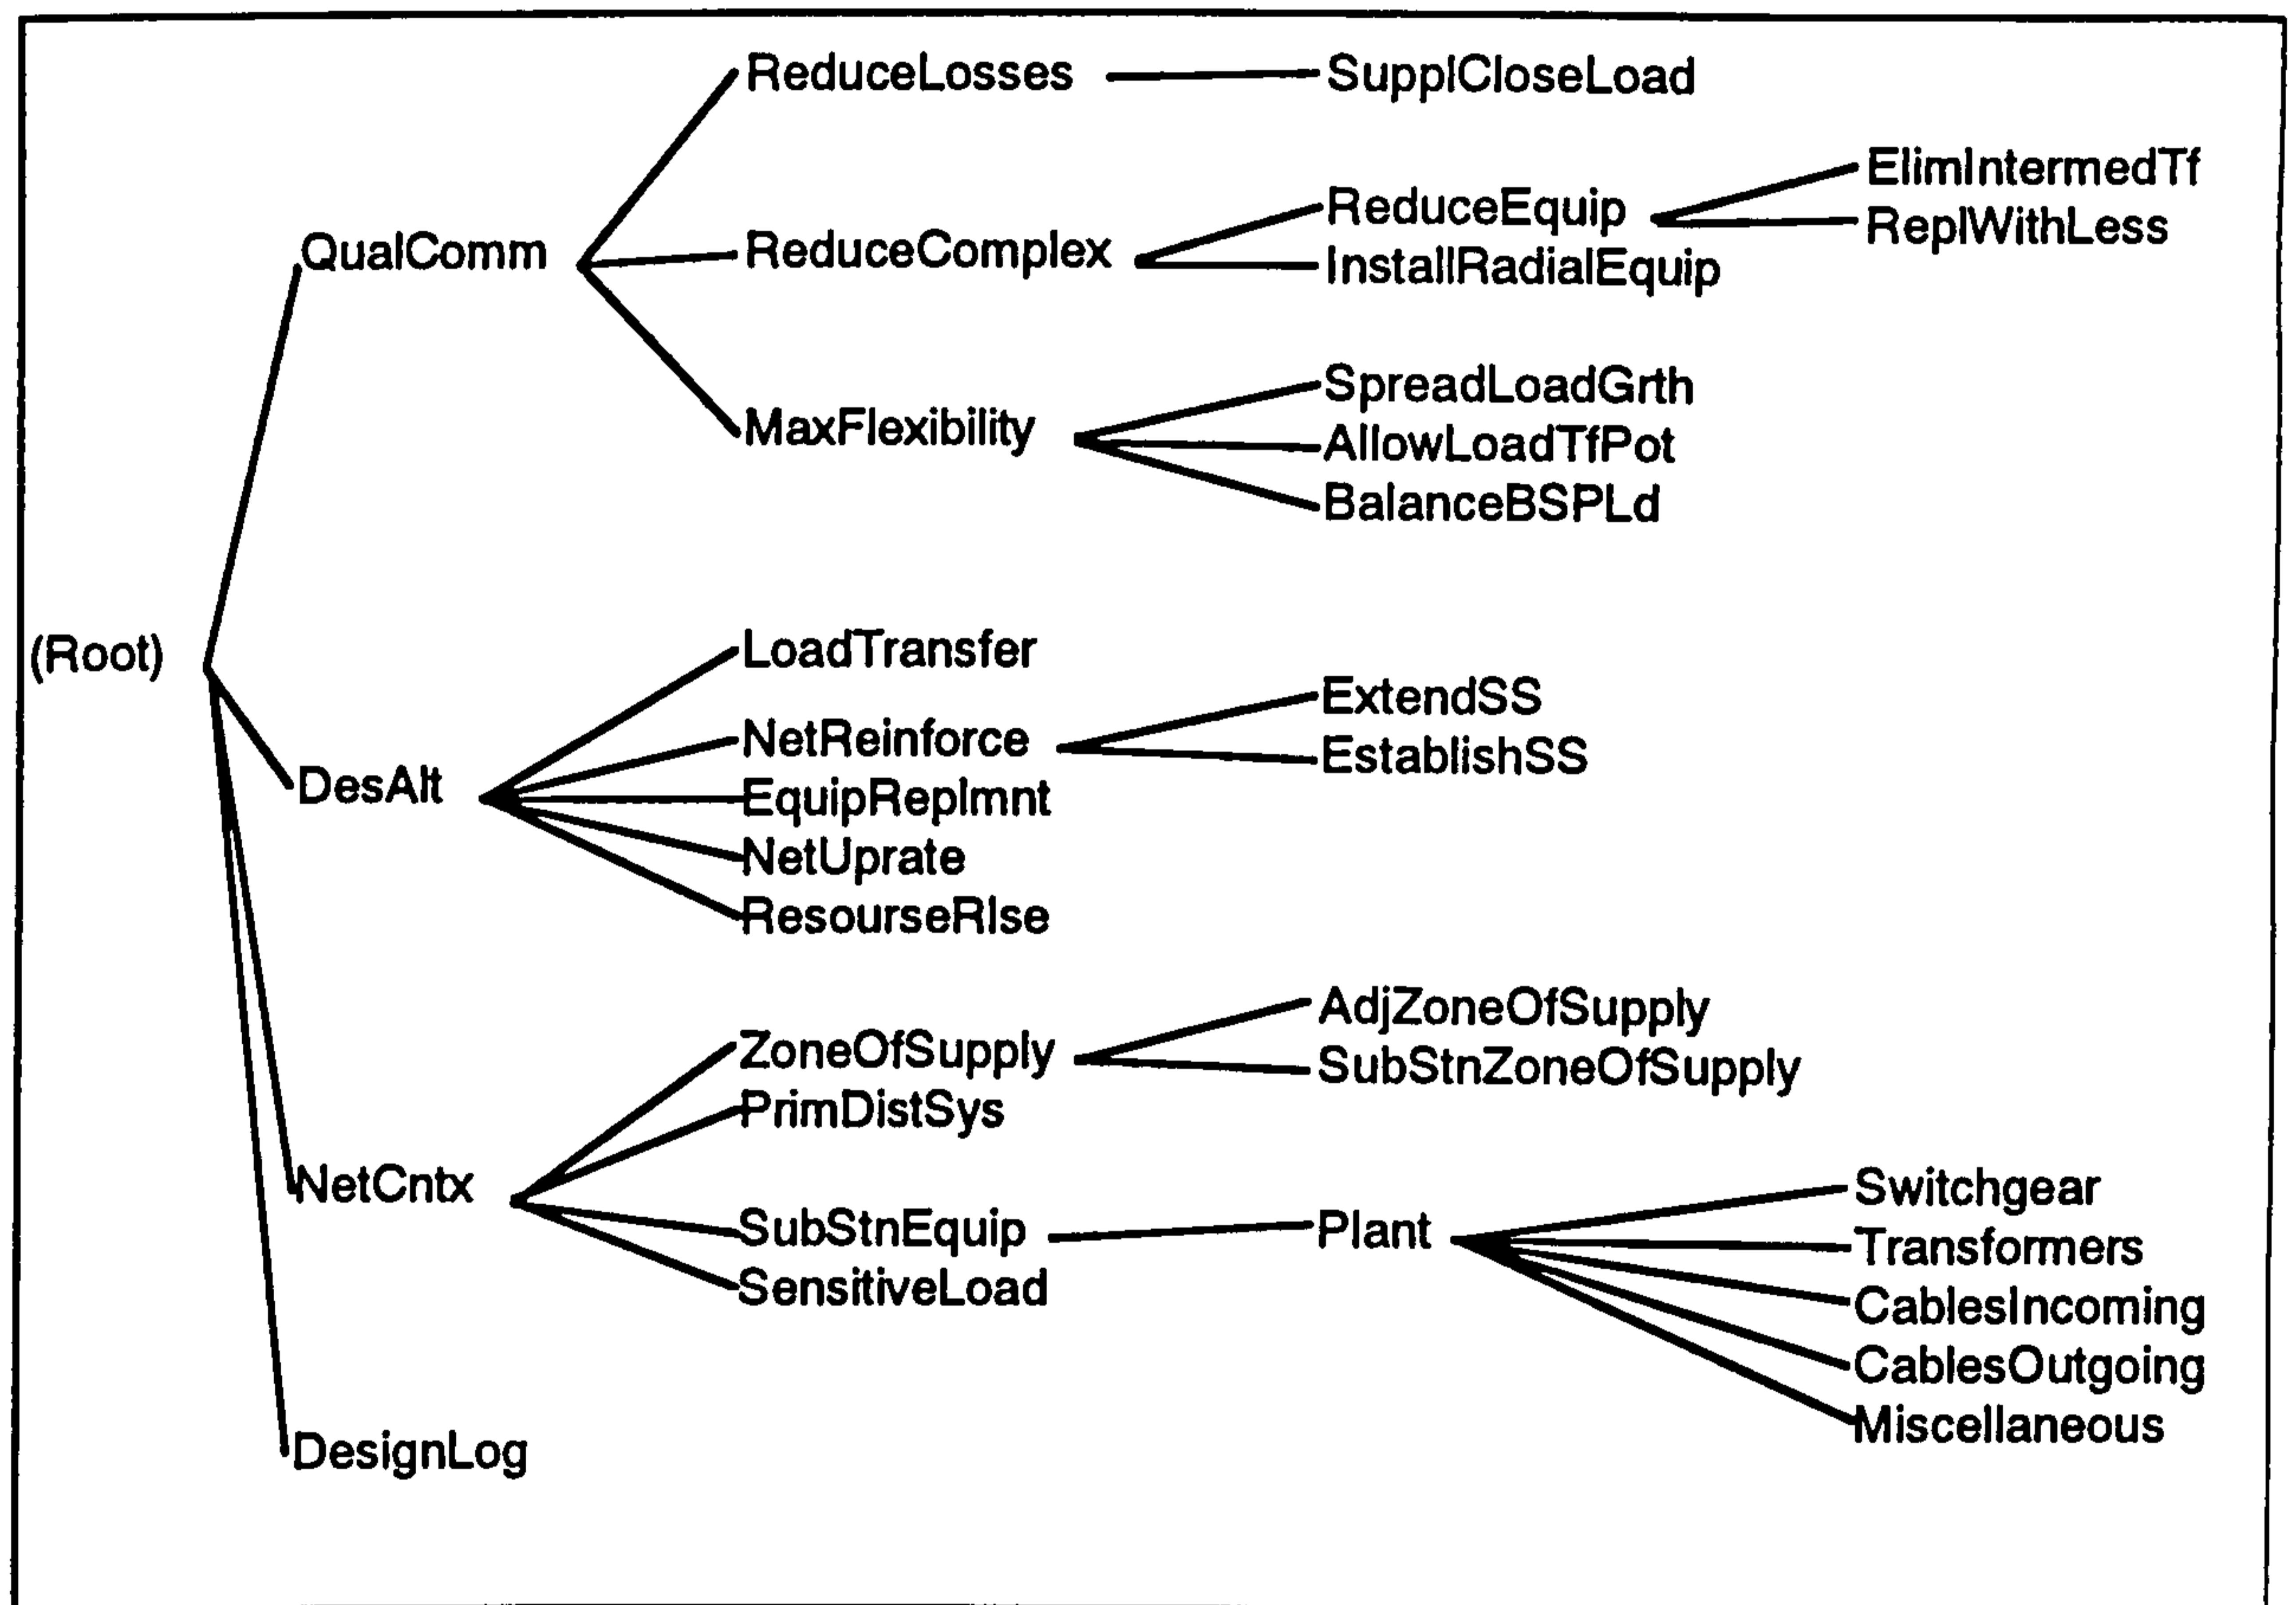 ReduceLosses SupplCloseLoad
ElimIntermedTf
ReduceEquip
ReplWithLess
QualComm ReduceComplex
InstallRadialEquip
SpreadLoadGrth
MaxFlexibility AllowLoadTfPot
BalanceBSPLd
(Root) LoadTransfer
ExtendSS
NetReinforce
EstablishSS
DesAlt EquipReplmnt
NetUprate
ResourseRlse
AdjZoneOfSupply
ZoneOfSupply
SubStnZoneOfSupply
PrimDistSys
NetCntx
Switchgear
SubStnEquip Plant
Transformers
SensitiveLoad
CablesIncoming
CablesOutgoing
Miscellaneous
DesignLog